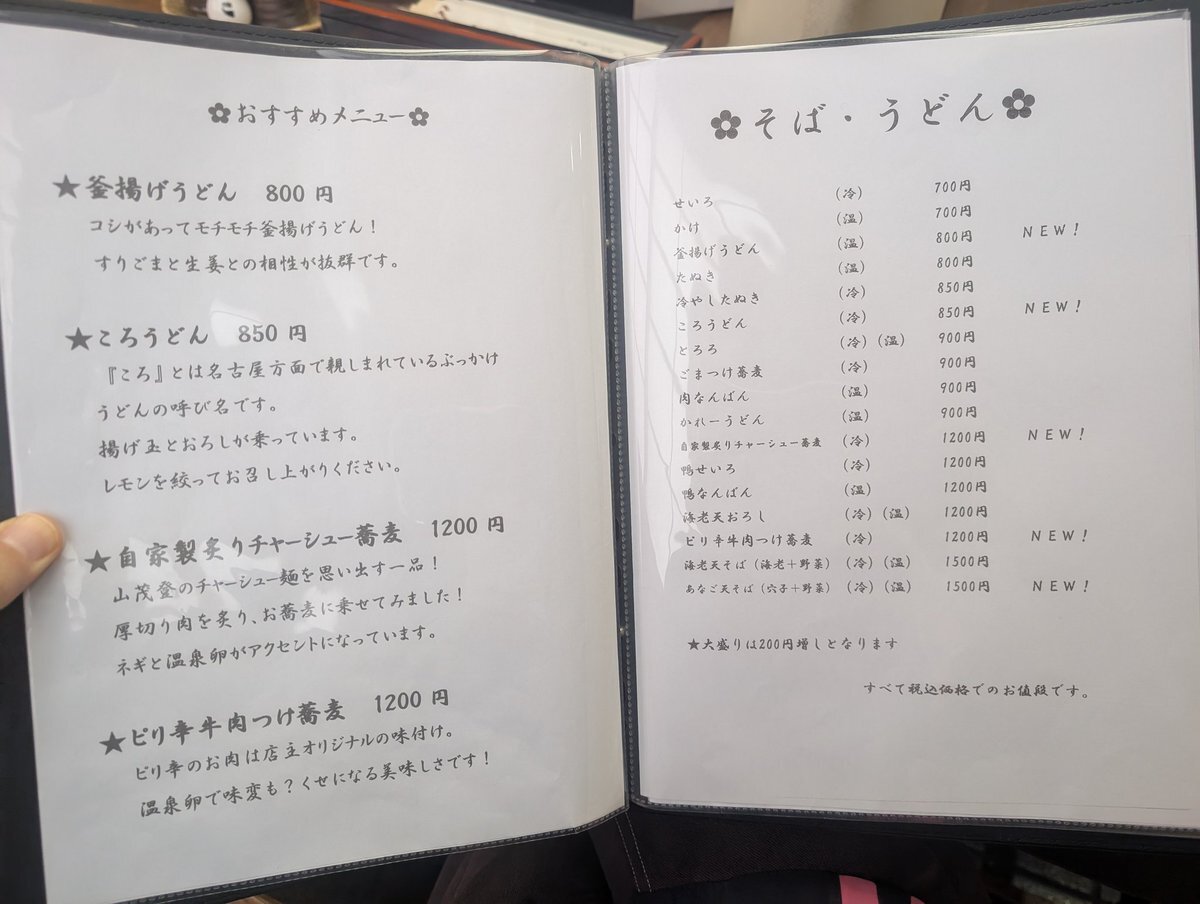 ✿おすすめメニュー✿
★釜揚げうどん 800円
コシがあってモチモチ釜揚げうどん！
すりごまと生姜との相性が抜群です。
★ころうどん 850円
『ころ』とは名古屋方面で親しまれているぶっかけ
うどんの呼び名です。
揚げ玉とおろしが乗っています。
レモンを絞ってお召し上がりください。
★自家製炙りチャーシュー蕎麦 1200円
山茂登のチャーシュー麺を思い出す一品！
厚切り肉を炙り、お蕎麦に乗せてみました！
ネギと温泉卵がアクセントになっています。
★ピリ辛牛肉つけ蕎麦 1200円
ピリ辛のお肉は店主オリジナルの味付け。
温泉卵で味変も？くせになる美味しさです！
✿そば・うどん✿
せいろ （冷） 700円
かけ （温） 700円
釜揚げうどん （温） 800円 NEW！
たぬき （温） 800円
冷やしたぬき （冷） 850円
ころうどん （冷） 850円 NEW！
とろろ （冷）（温） 900円
ごまつけ蕎麦 （冷） 900円
肉なんばん （温） 900円
かれーうどん （温） 900円
自家製炙りチャーシュー蕎麦 （冷） 1200円 NEW！
鴨せいろ （冷） 1200円
鴨なんばん （温） 1200円
海老天おろし （冷）（温） 1200円
ピリ辛牛肉つけ蕎麦 （冷） 1200円 NEW！
海老天そば（海老＋野菜） （冷）（温） 1500円
あなご天そば（穴子＋野菜） （冷）（温） 1500円 NEW！
★大盛りは200円増しとなります
すべて税込価格でのお値段です。